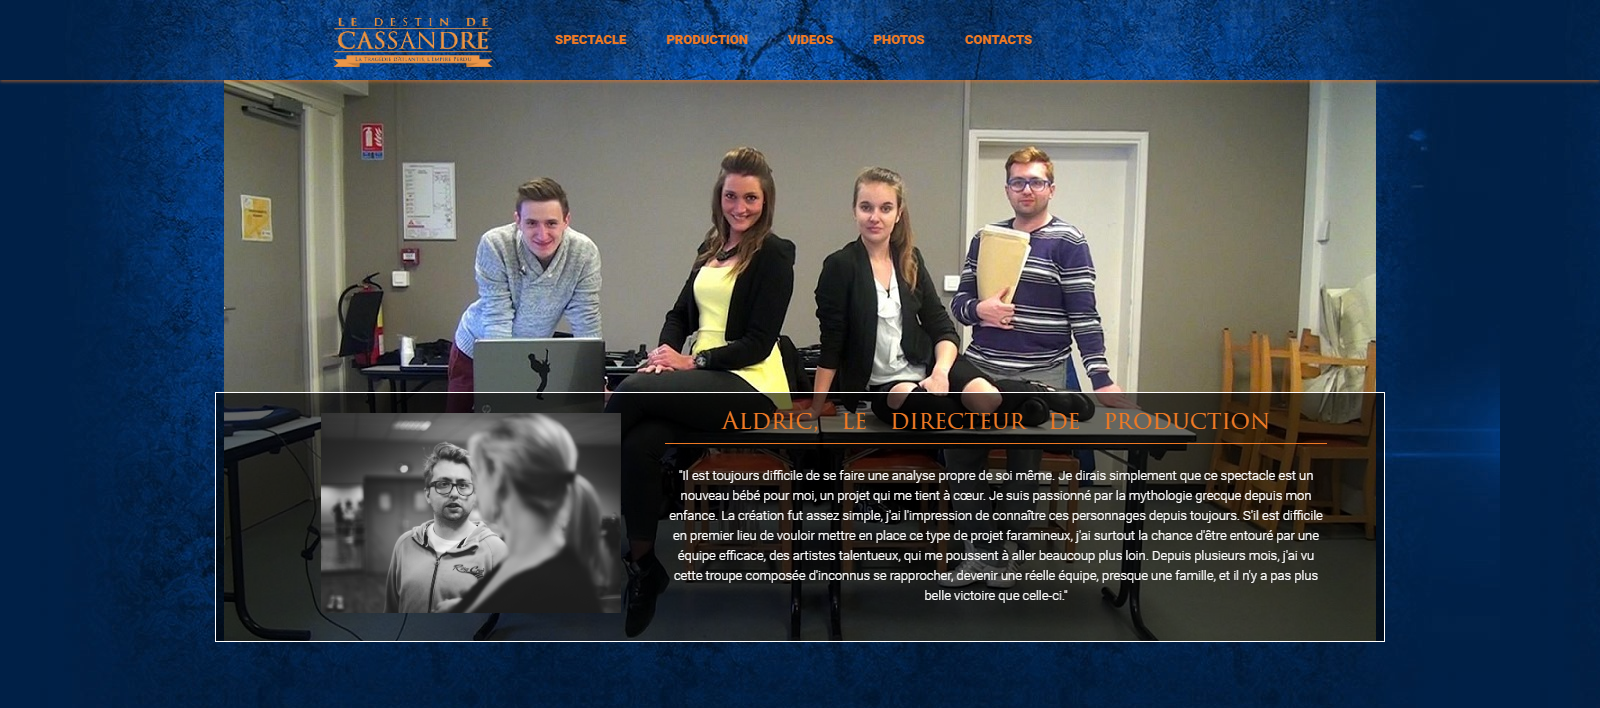 LE DESTIN DE
CASSANDRE
LA TRAGÉDIE D'ATLANTIS, L'EMPIRE PERDU
SPECTACLE PRODUCTION VIDEOS PHOTOS CONTACTS
ALDRIC, LE DIRECTEUR DE PRODUCTION
"Il est toujours difficile de se faire une analyse propre de soi même. Je dirais simplement que ce spectacle est un
nouveau bébé pour moi, un projet qui me tient à cœur. Je suis passionné par la mythologie grecque depuis mon
enfance. La création fut assez simple, j'ai l'impression de connaître ces personnages depuis toujours. S'il est difficile
en premier lieu de vouloir mettre en place ce type de projet faramineux, j'ai surtout la chance d'être entouré par une
équipe efficace, des artistes talentueux, qui me poussent à aller beaucoup plus loin. Depuis plusieurs mois, j'ai vu
cette troupe composée d'inconnus se rapprocher, devenir une réelle équipe, presque une famille, et il n'y a pas plus
belle victoire que celle-ci."